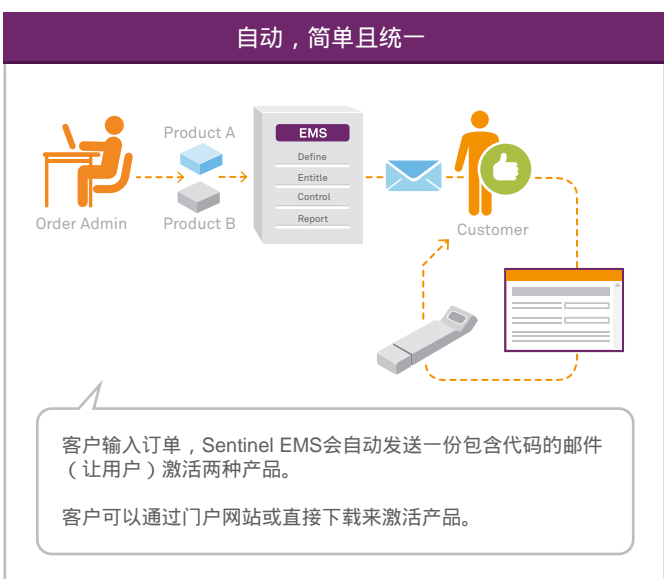 自动，简单且统一
Product A
EMS
Define
Entitle
Control
Report
Order Admin
Product B
Customer
客户输入订单，Sentinel EMS会自动发送一份包含代码的邮件
（让用户）激活两种产品。
客户可以通过门户网站或直接下载来激活产品。